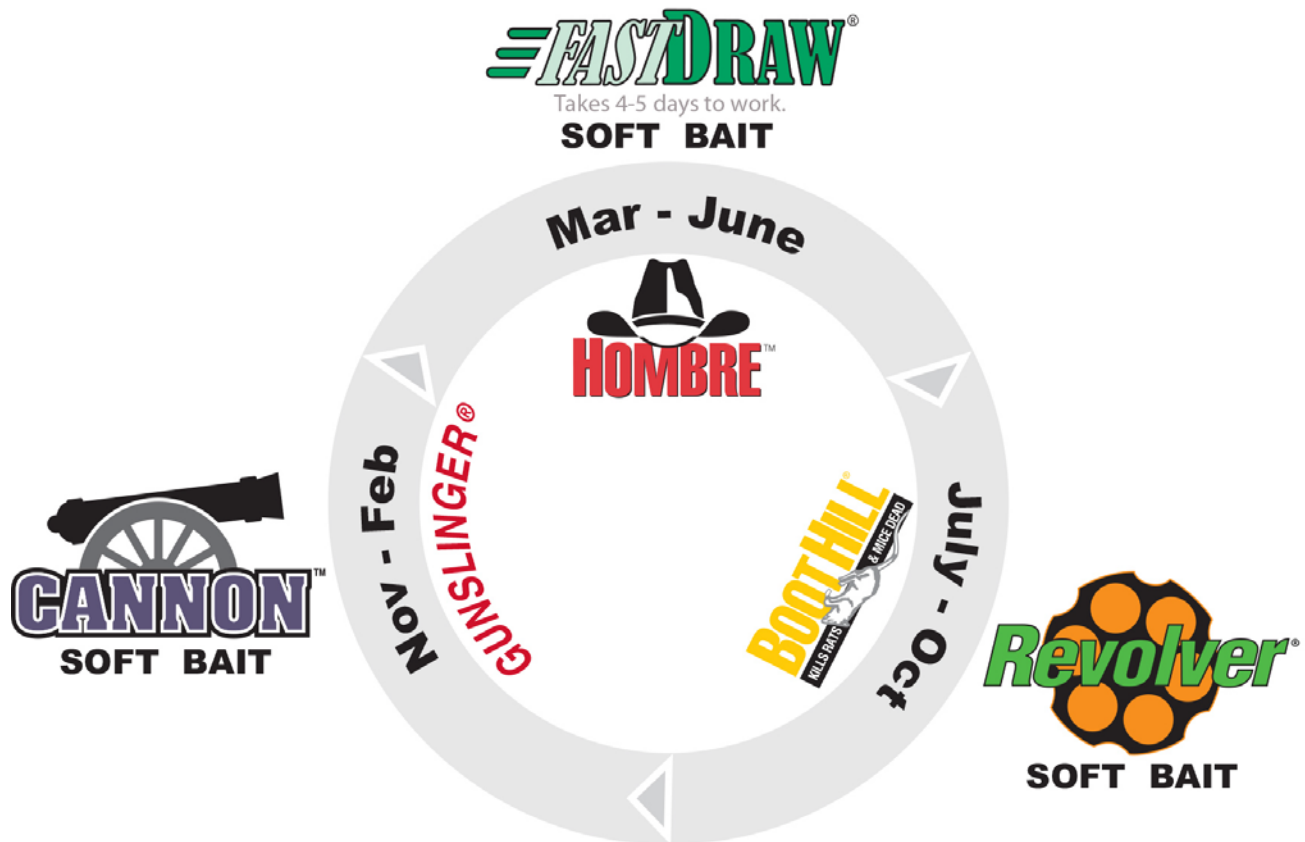 FASTDRAW®
Takes 4-5 days to work.
SOFT BAIT
Mar - June
HOMBRE™
July - Oct
BOOTHILL®
KILLS RATS & MICE DEAD
Revolver®
SOFT BAIT
Nov - Feb
GUNSLINGER®
CANNON™
SOFT BAIT